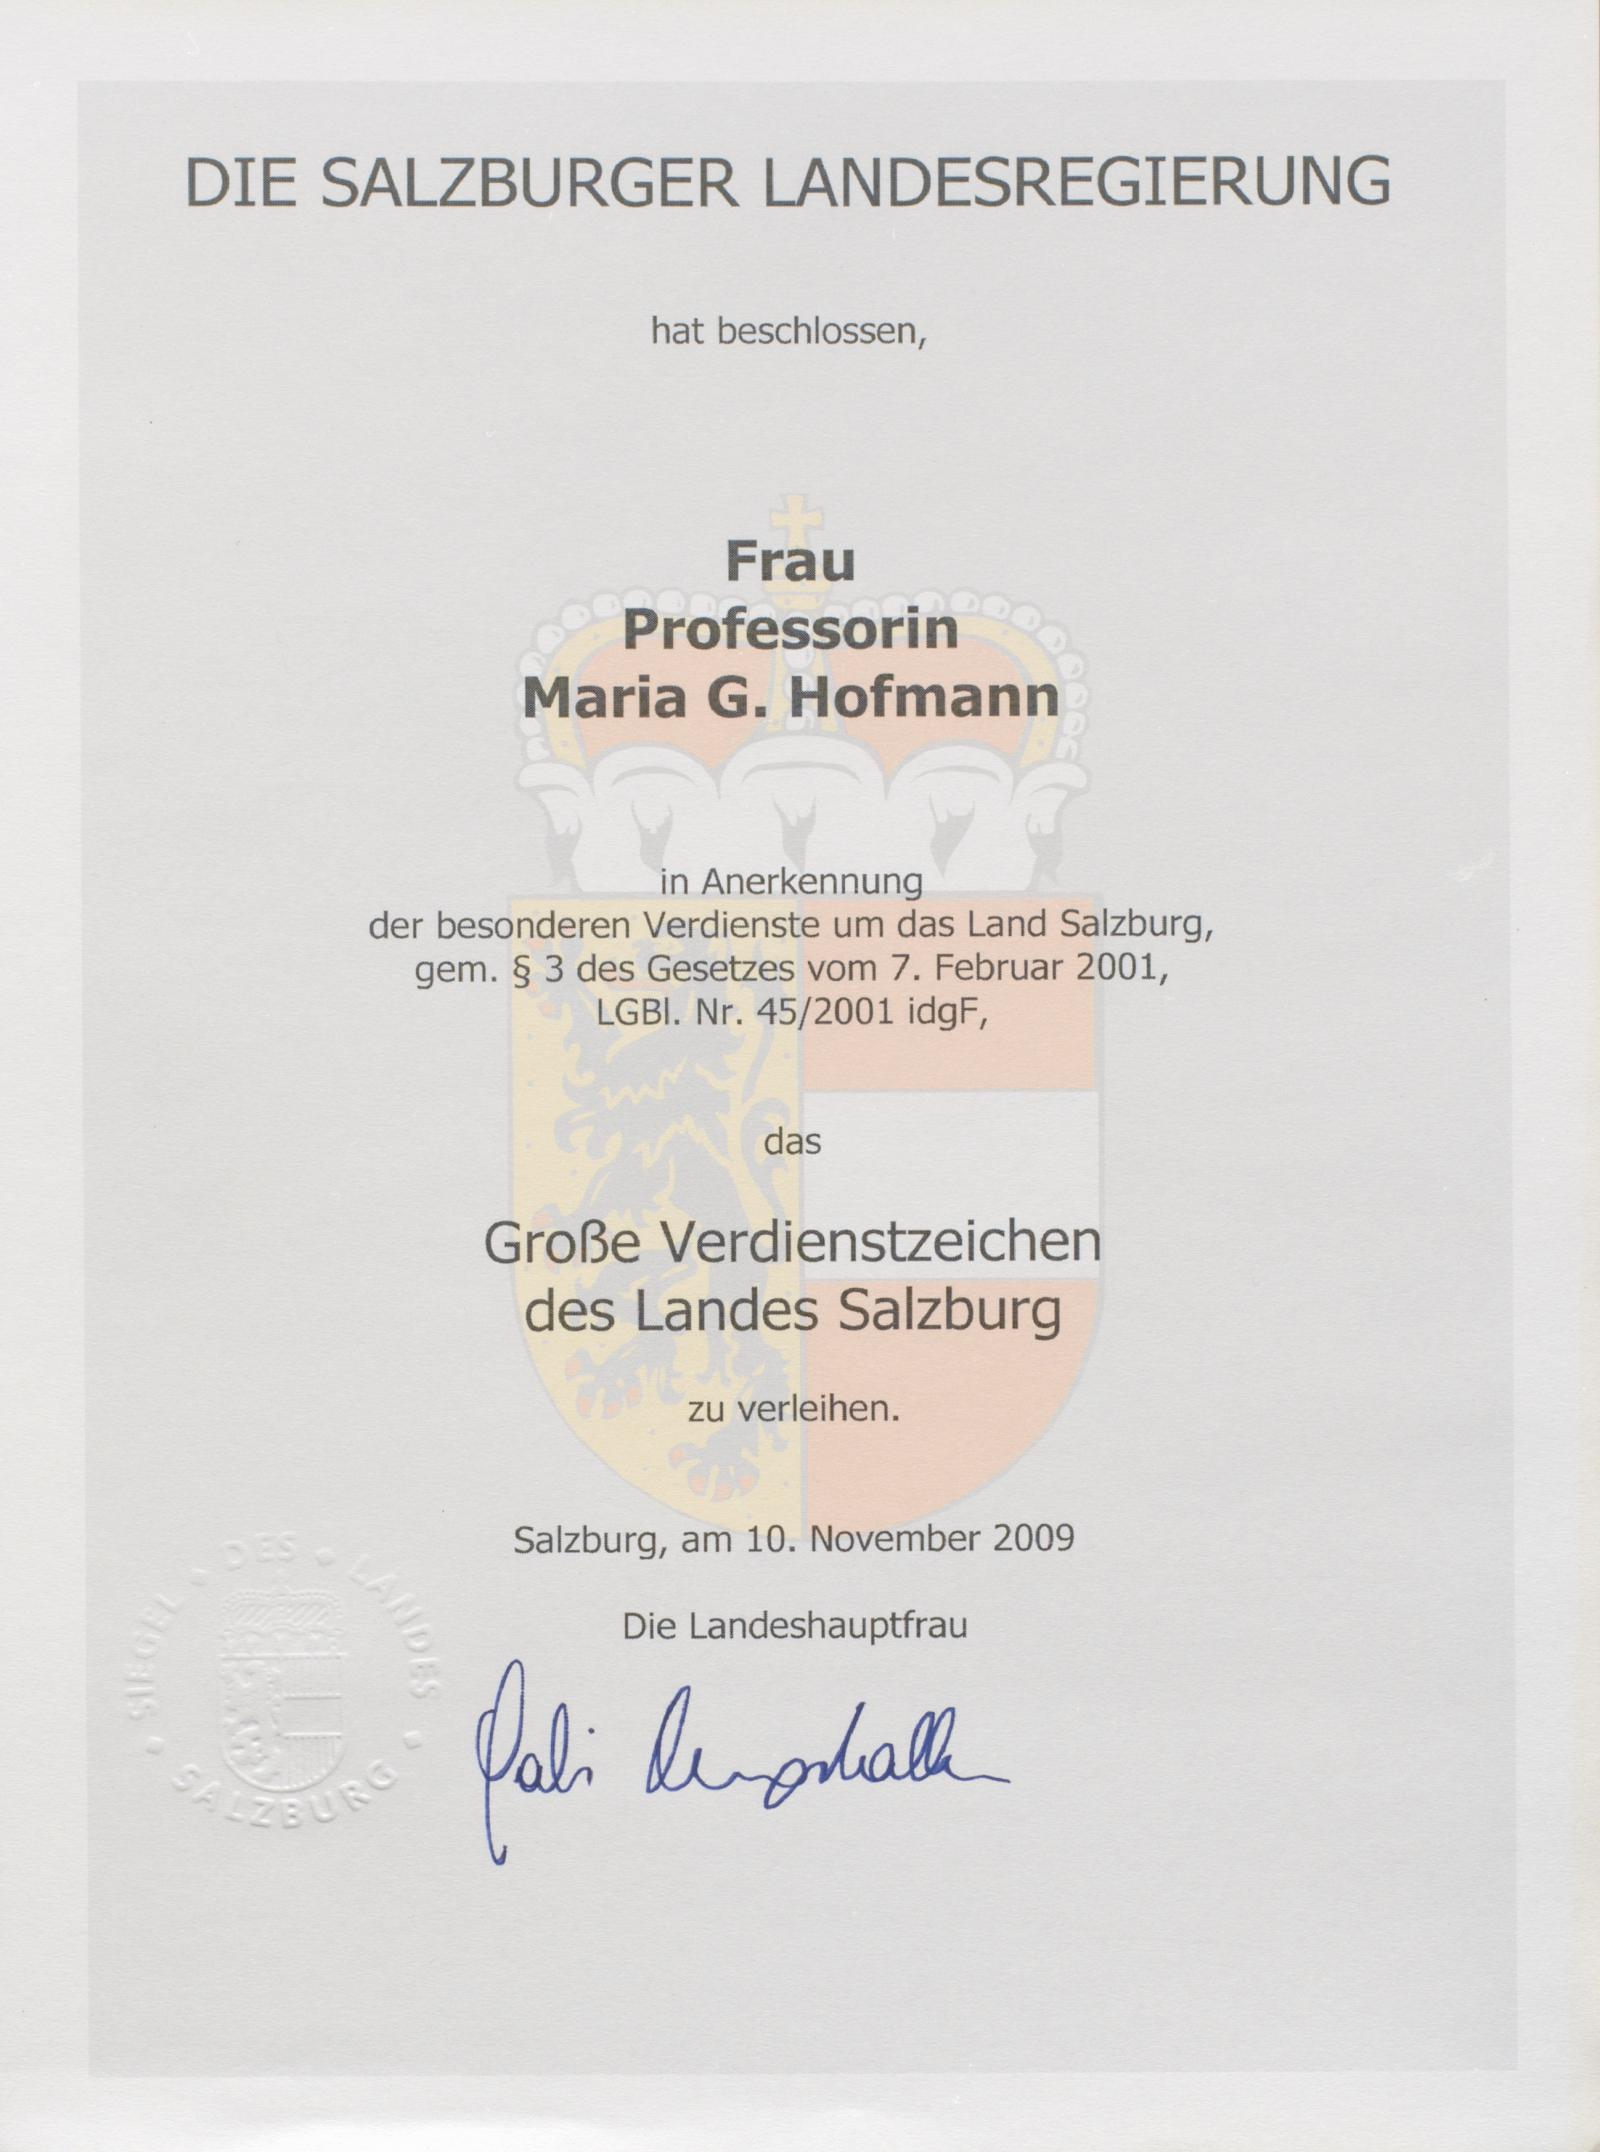 DIE SALZBURGER LANDESREGIERUNG
hat beschlossen,
Frau
Professorin
Maria G. Hofmann
in Anerkennung
der besonderen Verdienste um das Land Salzburg,
gem. § 3 des Gesetzes vom 7. Februar 2001,
LGBl. Nr. 45/2001 idgF,
das
Große Verdienstzeichen
des Landes Salzburg
zu verleihen.
Salzburg, am 10. November 2009
Die Landeshauptfrau
SIEGEL • DES • LANDES • SALZBURG •
Gabi Burgstaller